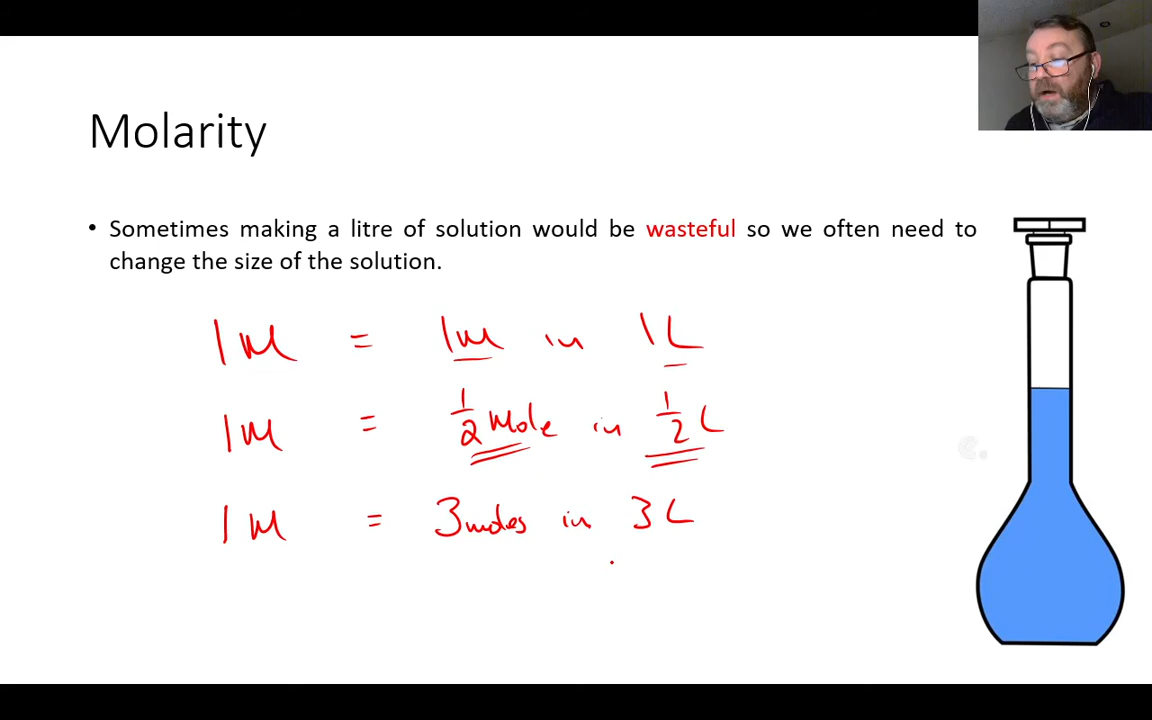 Molarity
• Sometimes making a litre of solution would be wasteful so we often need to
change the size of the solution.
1M = 1m in 1L
1M = 1/2 Mole in 1/2 L
1M = 3moles in 3L